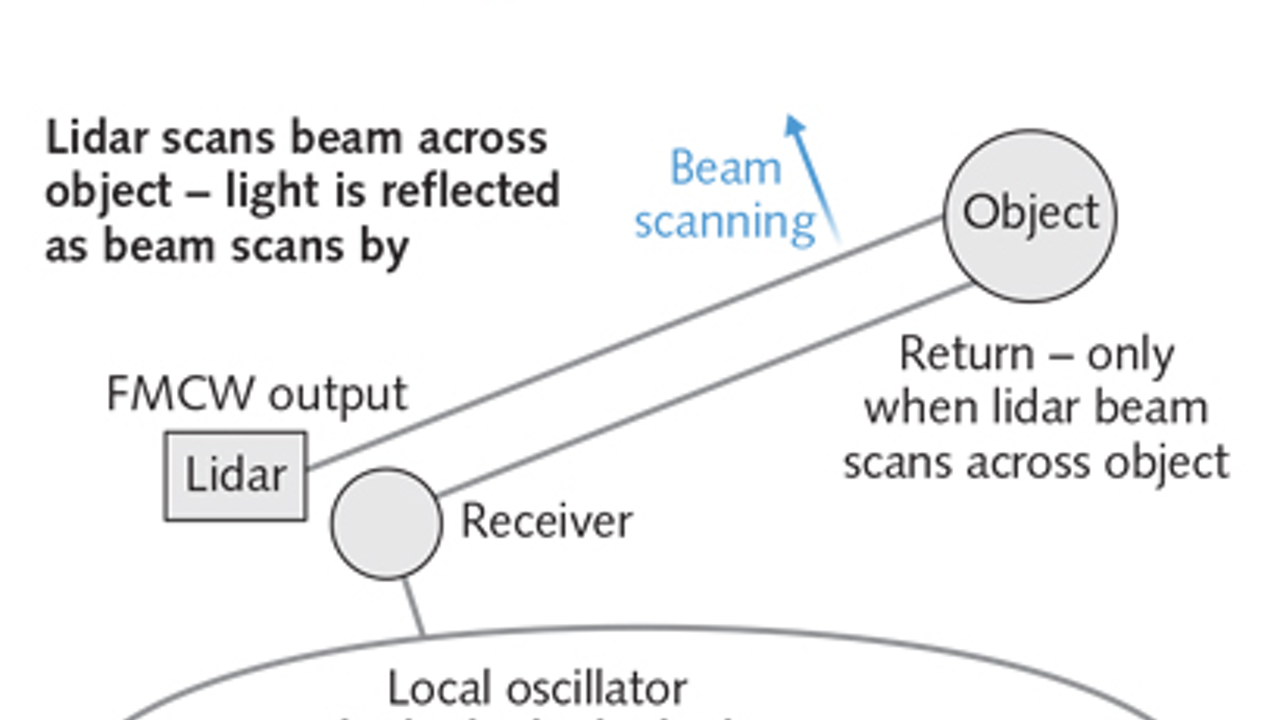 Lidar scans beam across
object – light is reflected
as beam scans by
Beam
scanning
Object
Return – only
when lidar beam
scans across object
FMCW output
Lidar
Receiver
Local oscillator